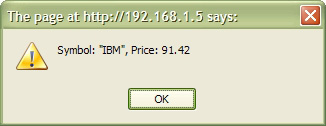 The page at http://192.168.1.5 says:
Symbol: "IBM", Price: 91.42
OK